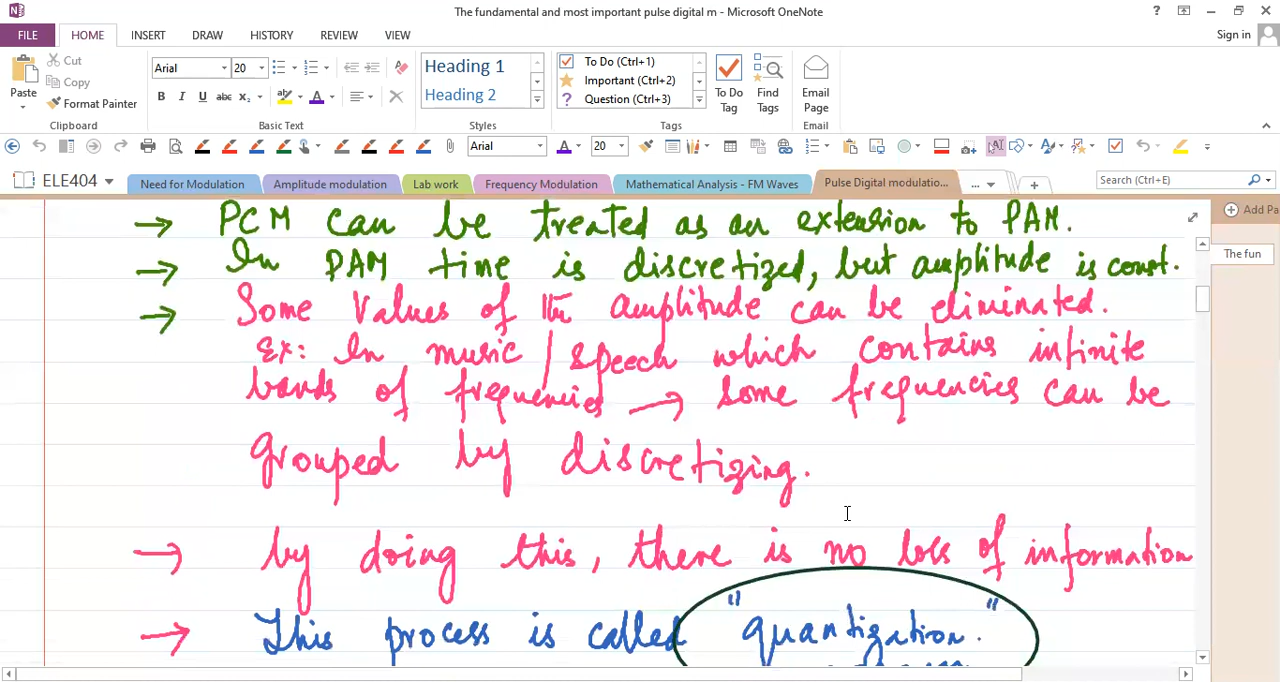 The fundamental and most important pulse digital m - Microsoft OneNote
FILE HOME INSERT DRAW HISTORY REVIEW VIEW Sign in
Paste Cut Copy Format Painter Clipboard
Arial 20 B I U abc X₂ A Basic Text
Heading 1 Heading 2 Styles
To Do (Ctrl+1) Important (Ctrl+2) Question (Ctrl+3) To Do Tag Find Tags Tags
Email Page Email
Arial A 20
ELE404 Need for Modulation Amplitude modulation Lab work Frequency Modulation Mathematical Analysis - FM Waves Pulse Digital modulatio... ... Search (Ctrl+E)
Add Pa
The fun
→ PCM can be treated as an extension to PAM.
→ In PAM time is discretized, but amplitude is const.
→ Some Values of the amplitude can be eliminated.
Ex: In music / speech which contains infinite
bands of frequencies → some frequencies can be
grouped by discretizing.
→ by doing this, there is no loss of information
→ This process is called "quantization."